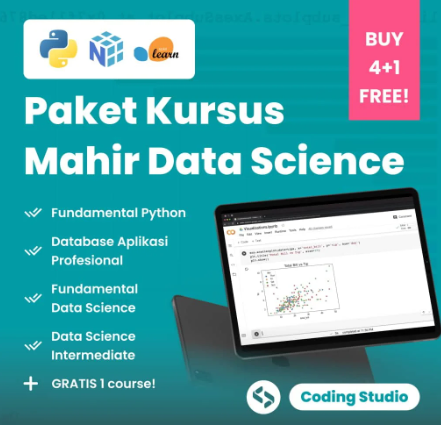 learn
BUY
4+1
FREE!
Paket Kursus
Mahir Data Science
Fundamental Python
Database Aplikasi
Profesional
Fundamental
Data Science
Data Science
Intermediate
+ GRATIS 1 course!
Coding Studio